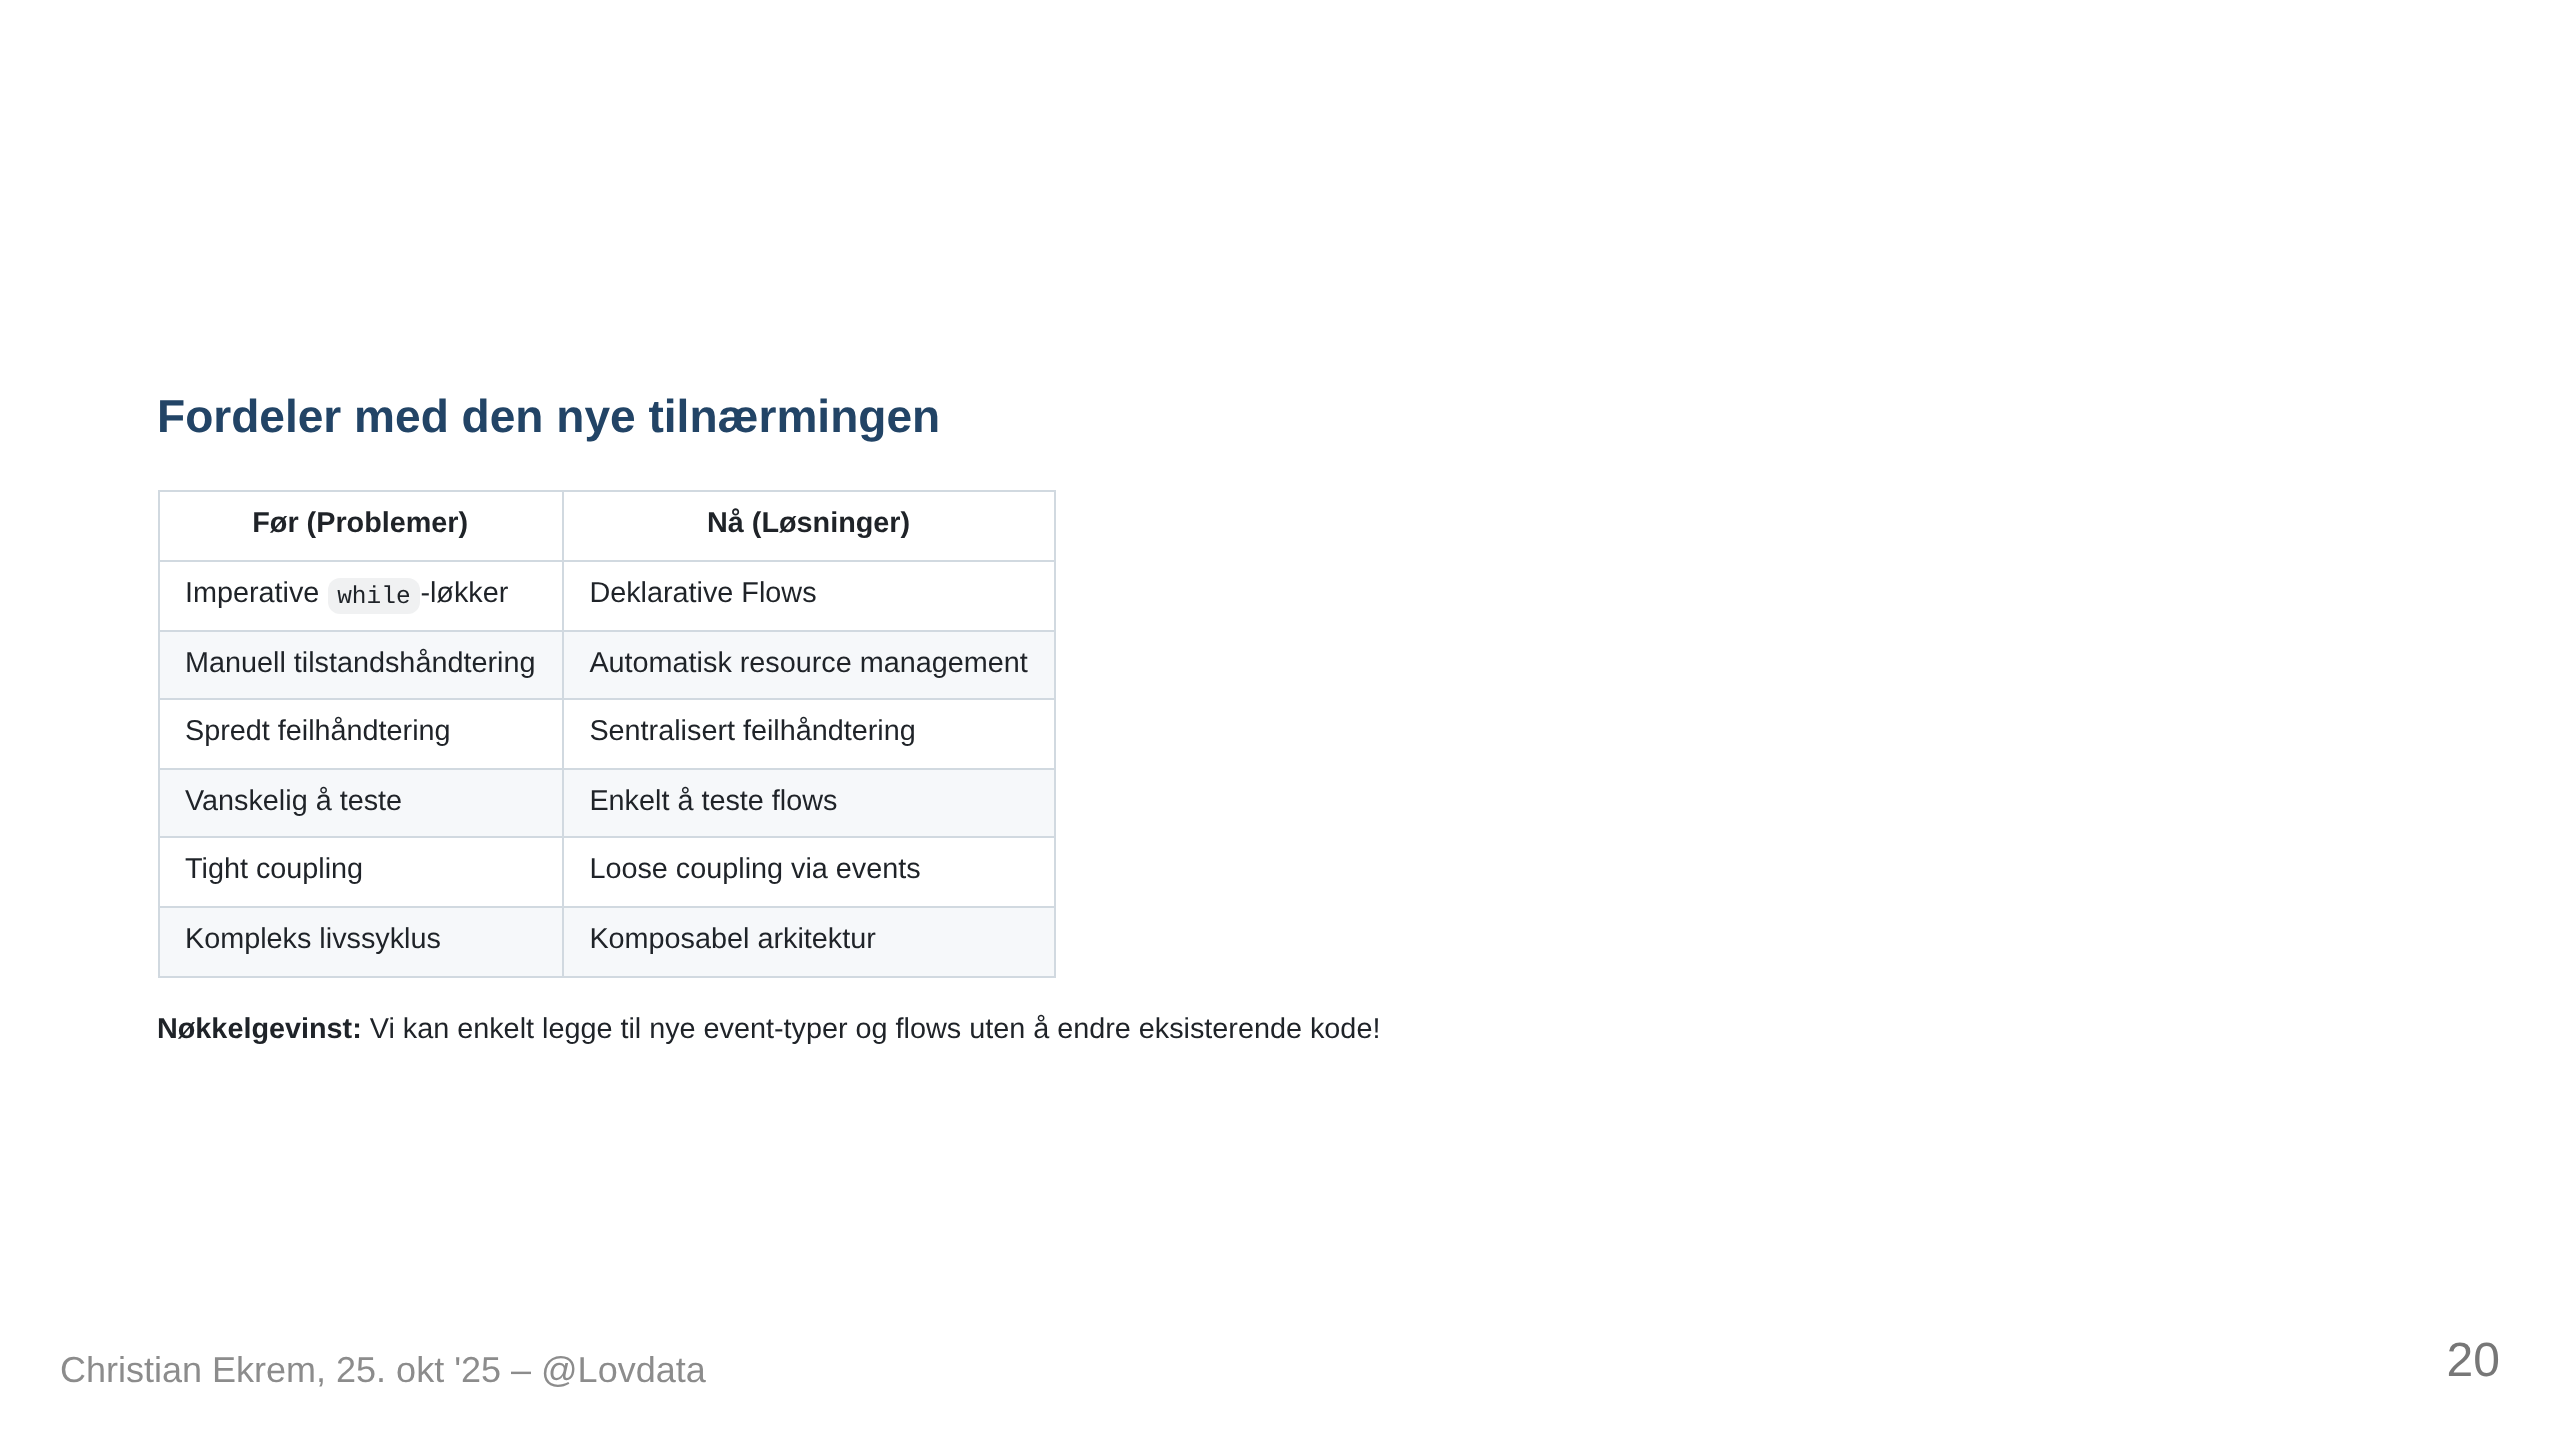 Fordeler med den nye tilnærmingen
Før (Problemer) Nå (Løsninger)
Imperative while-løkker Deklarative Flows
Manuell tilstandshåndtering Automatisk resource management
Spredt feilhåndtering Sentralisert feilhåndtering
Vanskelig å teste Enkelt å teste flows
Tight coupling Loose coupling via events
Kompleks livssyklus Komposabel arkitektur
Nøkkelgevinst: Vi kan enkelt legge til nye event-typer og flows uten å endre eksisterende kode!
Christian Ekrem, 25. okt '25 – @Lovdata
20